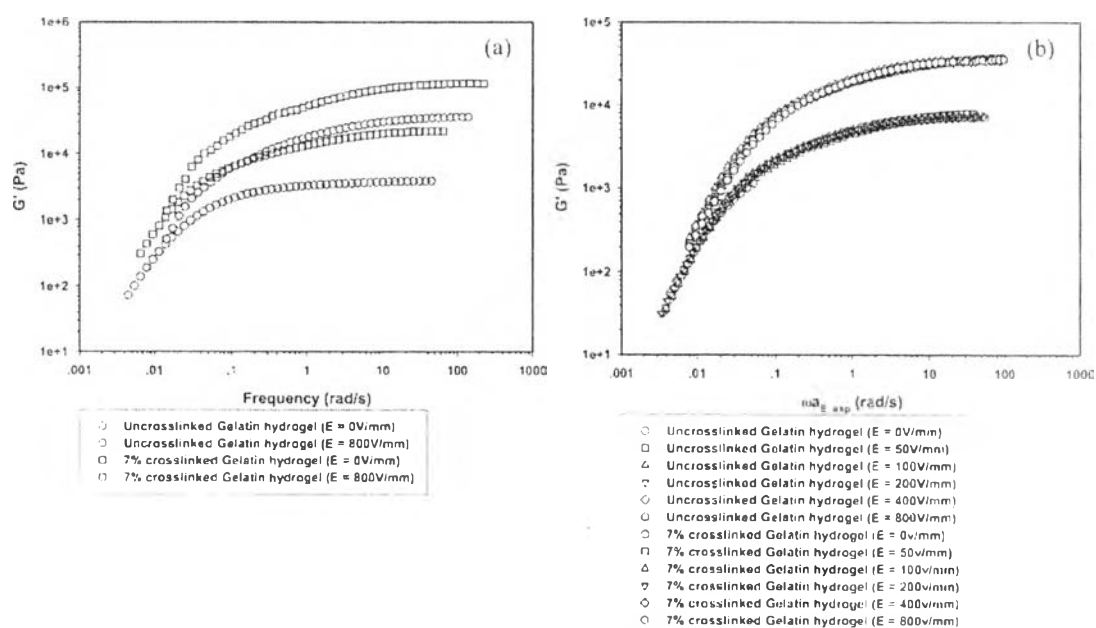 (a)
1e+6
1e+5
1e+4
1e+3
1e+2
1e+1
G' (Pa)
.001 .01 .1 1 10 100 1000
Frequency (rad/s)
Uncrosslinked Gelatin hydrogel (E = 0V/mm)
Uncrosslinked Gelatin hydrogel (E = 800V/mm)
7% crosslinked Gelatin hydrogel (E = 0V/mm)
7% crosslinked Gelatin hydrogel (E = 800V/mm)
(b)
1e+5
1e+4
1e+3
1e+2
1e+1
G' (Pa)
.001 .01 .1 1 10 100 1000
ωa E exp (rad/s)
Uncrosslinked Gelatin hydrogel (E = 0V/mm)
Uncrosslinked Gelatin hydrogel (E = 50V/mm)
Uncrosslinked Gelatin hydrogel (E = 100V/mm)
Uncrosslinked Gelatin hydrogel (E = 200V/mm)
Uncrosslinked Gelatin hydrogel (E = 400V/mm)
Uncrosslinked Gelatin hydrogel (E = 800V/mm)
7% crosslinked Gelatin hydrogel (E = 0v/mm)
7% crosslinked Gelatin hydrogel (E = 50v/mm)
7% crosslinked Gelatin hydrogel (E = 100v/mm)
7% crosslinked Gelatin hydrogel (E = 200v/mm)
7% crosslinked Gelatin hydrogel (E = 400v/mm)
7% crosslinked Gelatin hydrogel (E = 800v/mm)